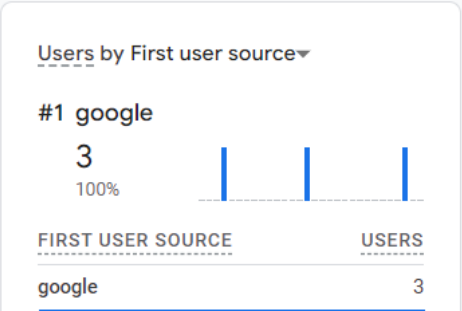 Users by First user source
#1 google
3
100%
FIRST USER SOURCE USERS
google 3